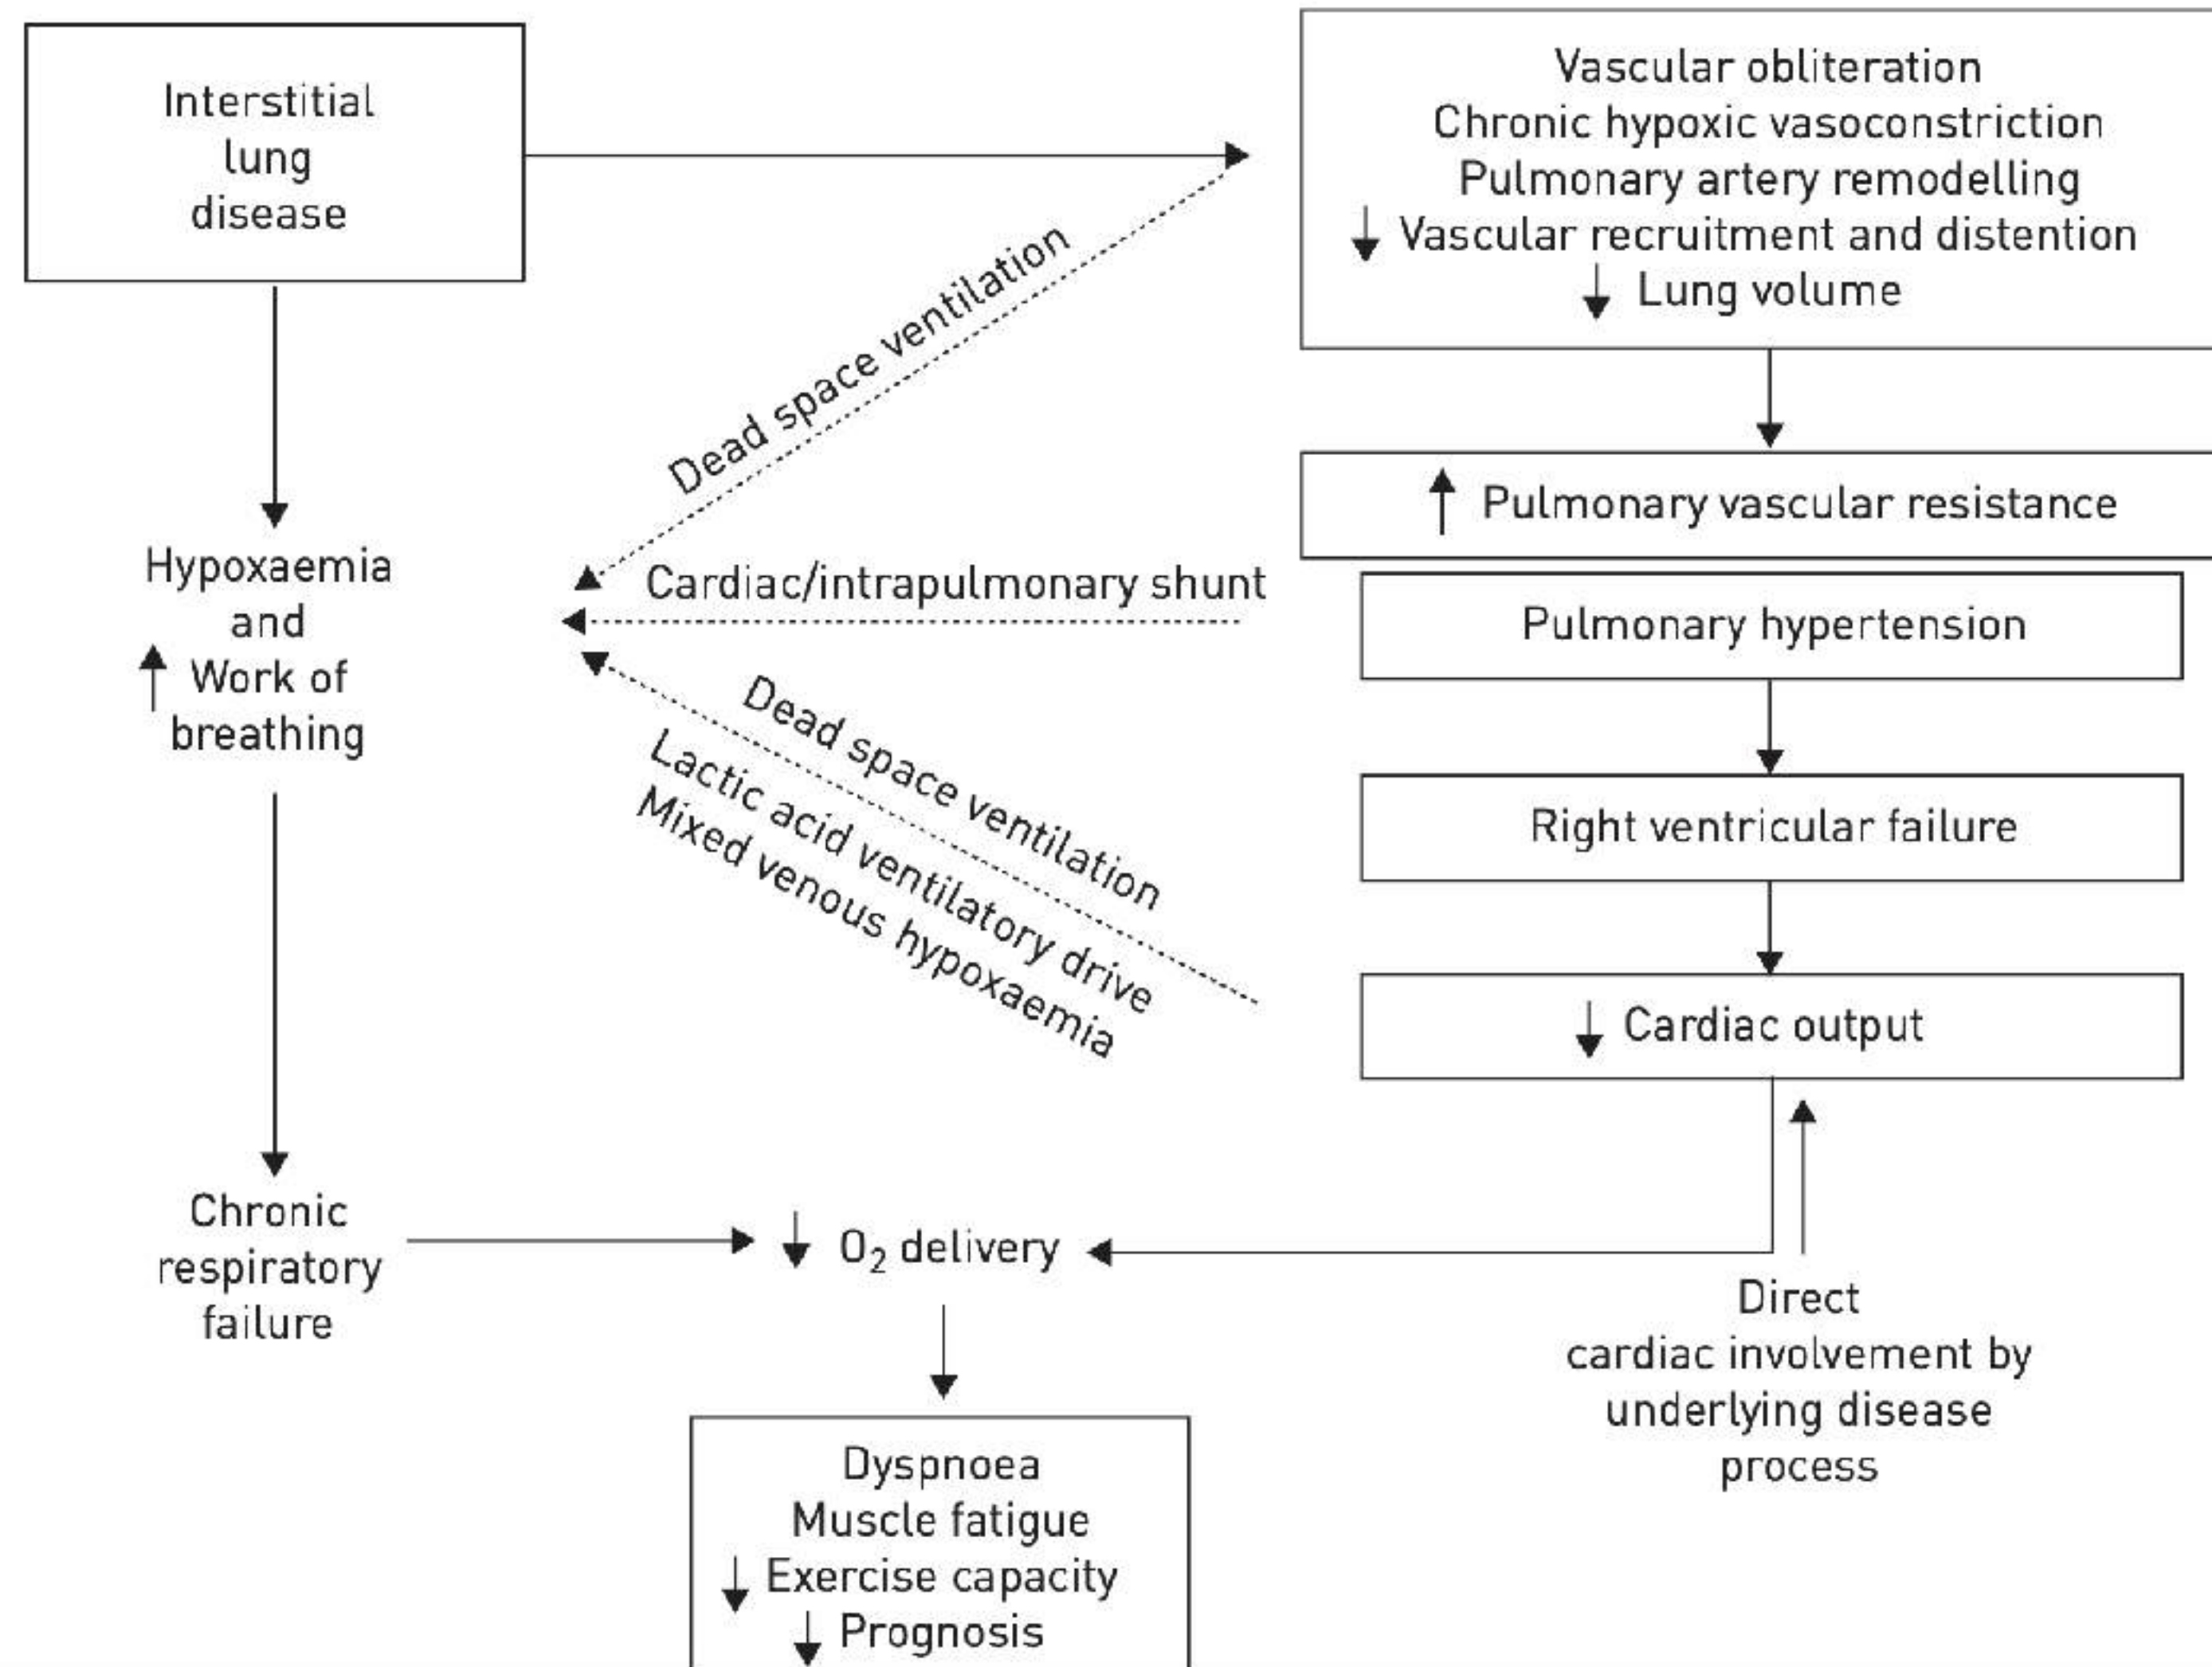 Interstitial
lung
disease
Vascular obliteration
Chronic hypoxic vasoconstriction
Pulmonary artery remodelling
↓ Vascular recruitment and distention
↓ Lung volume
Dead space ventilation
↑ Pulmonary vascular resistance
Hypoxaemia
and
↑ Work of
breathing
Cardiac/intrapulmonary shunt
Pulmonary hypertension
Dead space ventilation
Lactic acid ventilatory drive
Mixed venous hypoxaemia
Right ventricular failure
↓ Cardiac output
Chronic
respiratory
failure
↓ O₂ delivery
Direct
cardiac involvement by
underlying disease
process
Dyspnoea
Muscle fatigue
↓ Exercise capacity
↓ Prognosis